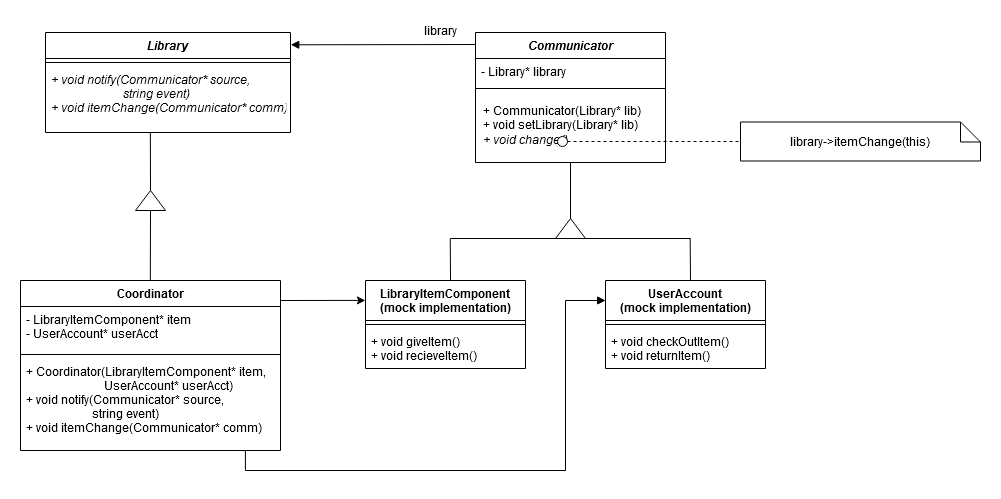 library
Library
+ void notify(Communicator* source,
string event)
+ void itemChange(Communicator* comm)
Communicator
- Library* library
+ Communicator(Library* lib)
+ void setLibrary(Library* lib)
+ void change()
library->itemChange(this)
Coordinator
- LibraryItemComponent* item
- UserAccount* userAcct
+ Coordinator(LibraryItemComponent* item,
UserAccount* userAcct)
+ void notify(Communicator* source,
string event)
+ void itemChange(Communicator* comm)
LibraryItemComponent
(mock implementation)
+ void giveItem()
+ void recieveItem()
UserAccount
(mock implementation)
+ void checkOutItem()
+ void returnItem()